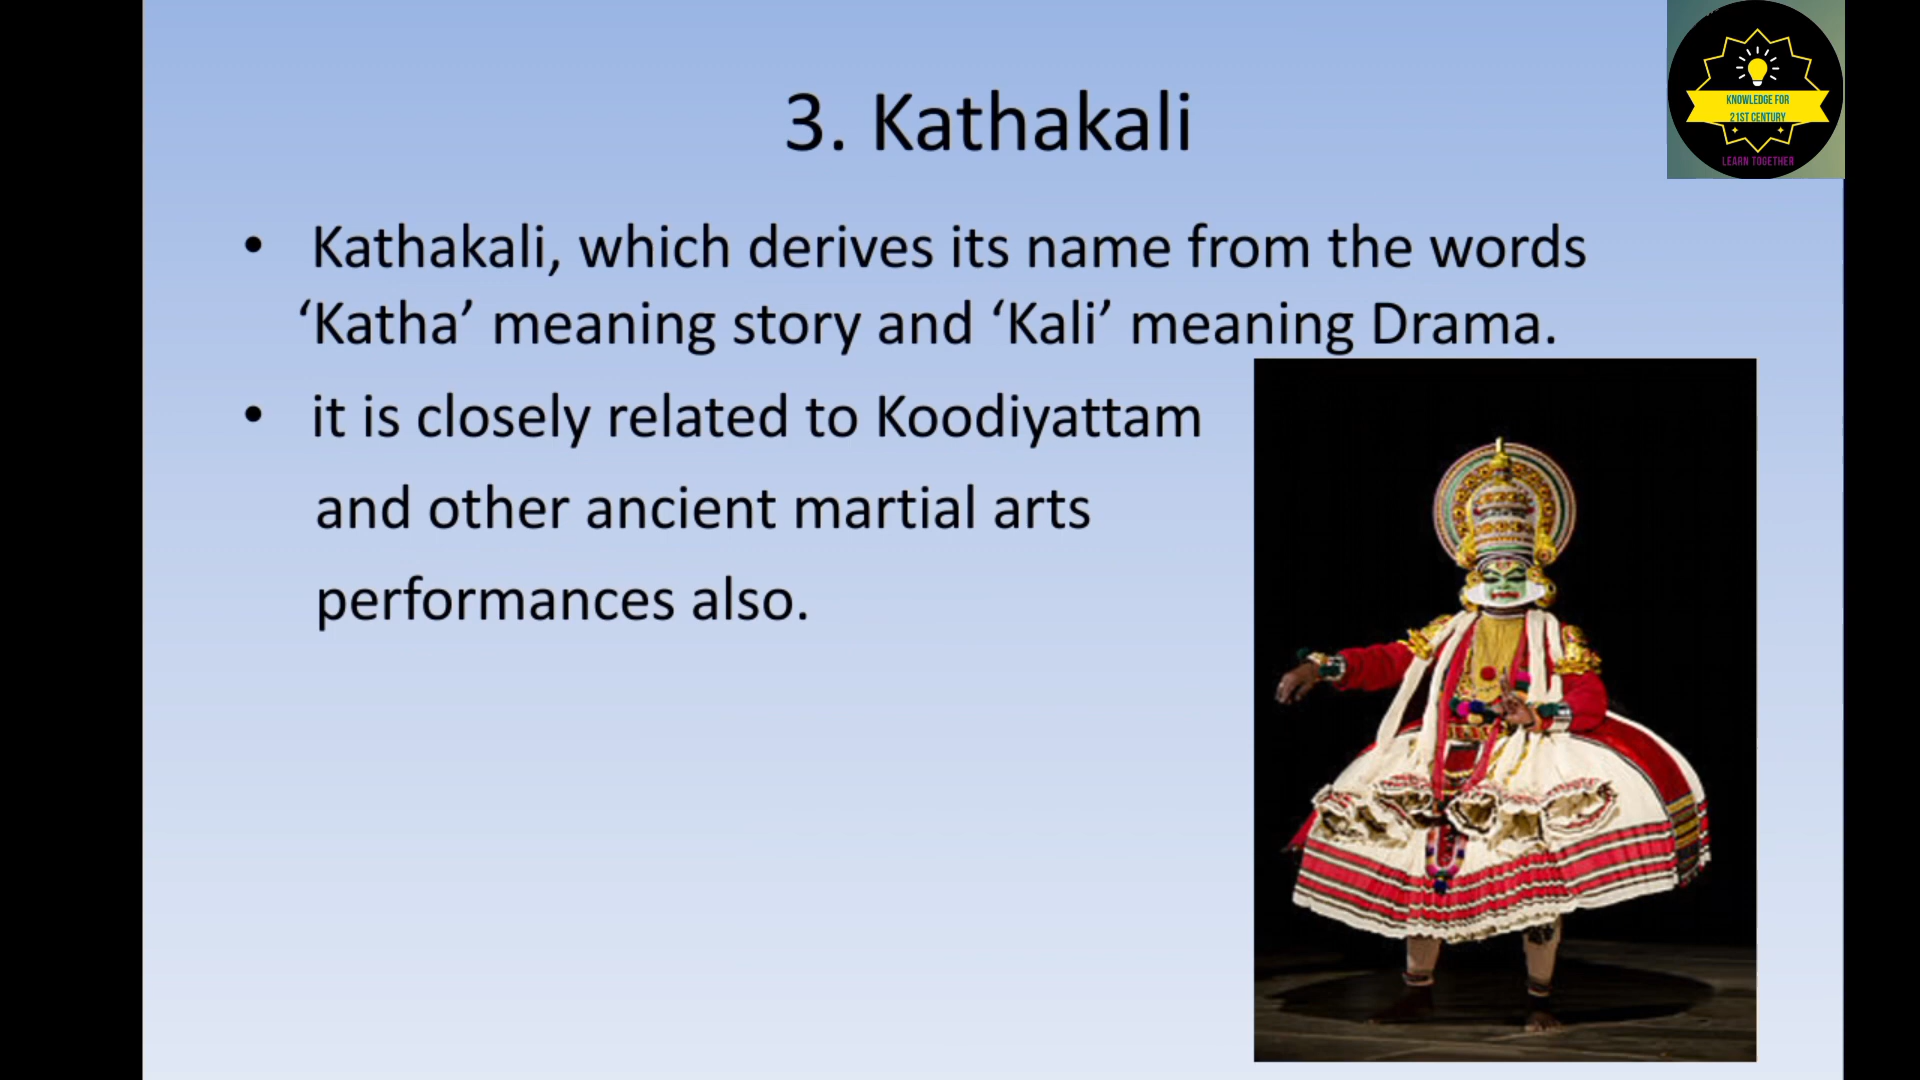 3. Kathakali
• Kathakali, which derives its name from the words
‘Katha’ meaning story and ‘Kali’ meaning Drama.
• it is closely related to Koodiyattam
and other ancient martial arts
performances also.
KNOWLEDGE FOR
21ST CENTURY
LEARN TOGETHER